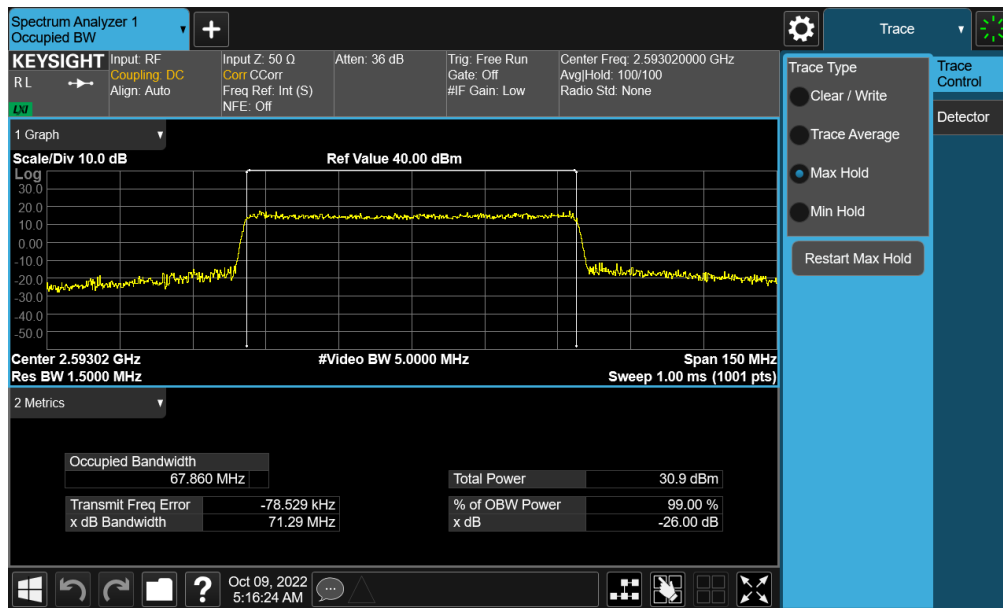 Spectrum Analyzer 1
Occupied BW
Trace
KEYSIGHT
R L
LXI
Input: RF
Coupling: DC
Align: Auto
Input Z: 50 Ω
Corr CCorr
Freq Ref: Int (S)
NFE: Off
Atten: 36 dB
Trig: Free Run
Gate: Off
#IF Gain: Low
Center Freq: 2.593020000 GHz
Avg|Hold: 100/100
Radio Std: None
1 Graph
Scale/Div 10.0 dB
Ref Value 40.00 dBm
Log
30.0
20.0
10.0
0.00
-10.0
-20.0
-30.0
-40.0
-50.0
Center 2.59302 GHz
#Video BW 5.0000 MHz
Span 150 MHz
Res BW 1.5000 MHz
Sweep 1.00 ms (1001 pts)
2 Metrics
Occupied Bandwidth
67.860 MHz
Total Power 30.9 dBm
Transmit Freq Error -78.529 kHz
% of OBW Power 99.00 %
x dB Bandwidth 71.29 MHz
x dB -26.00 dB
Trace Type
Clear / Write
Trace Average
Max Hold
Min Hold
Restart Max Hold
Trace
Control
Detector
?
Oct 09, 2022
5:16:24 AM